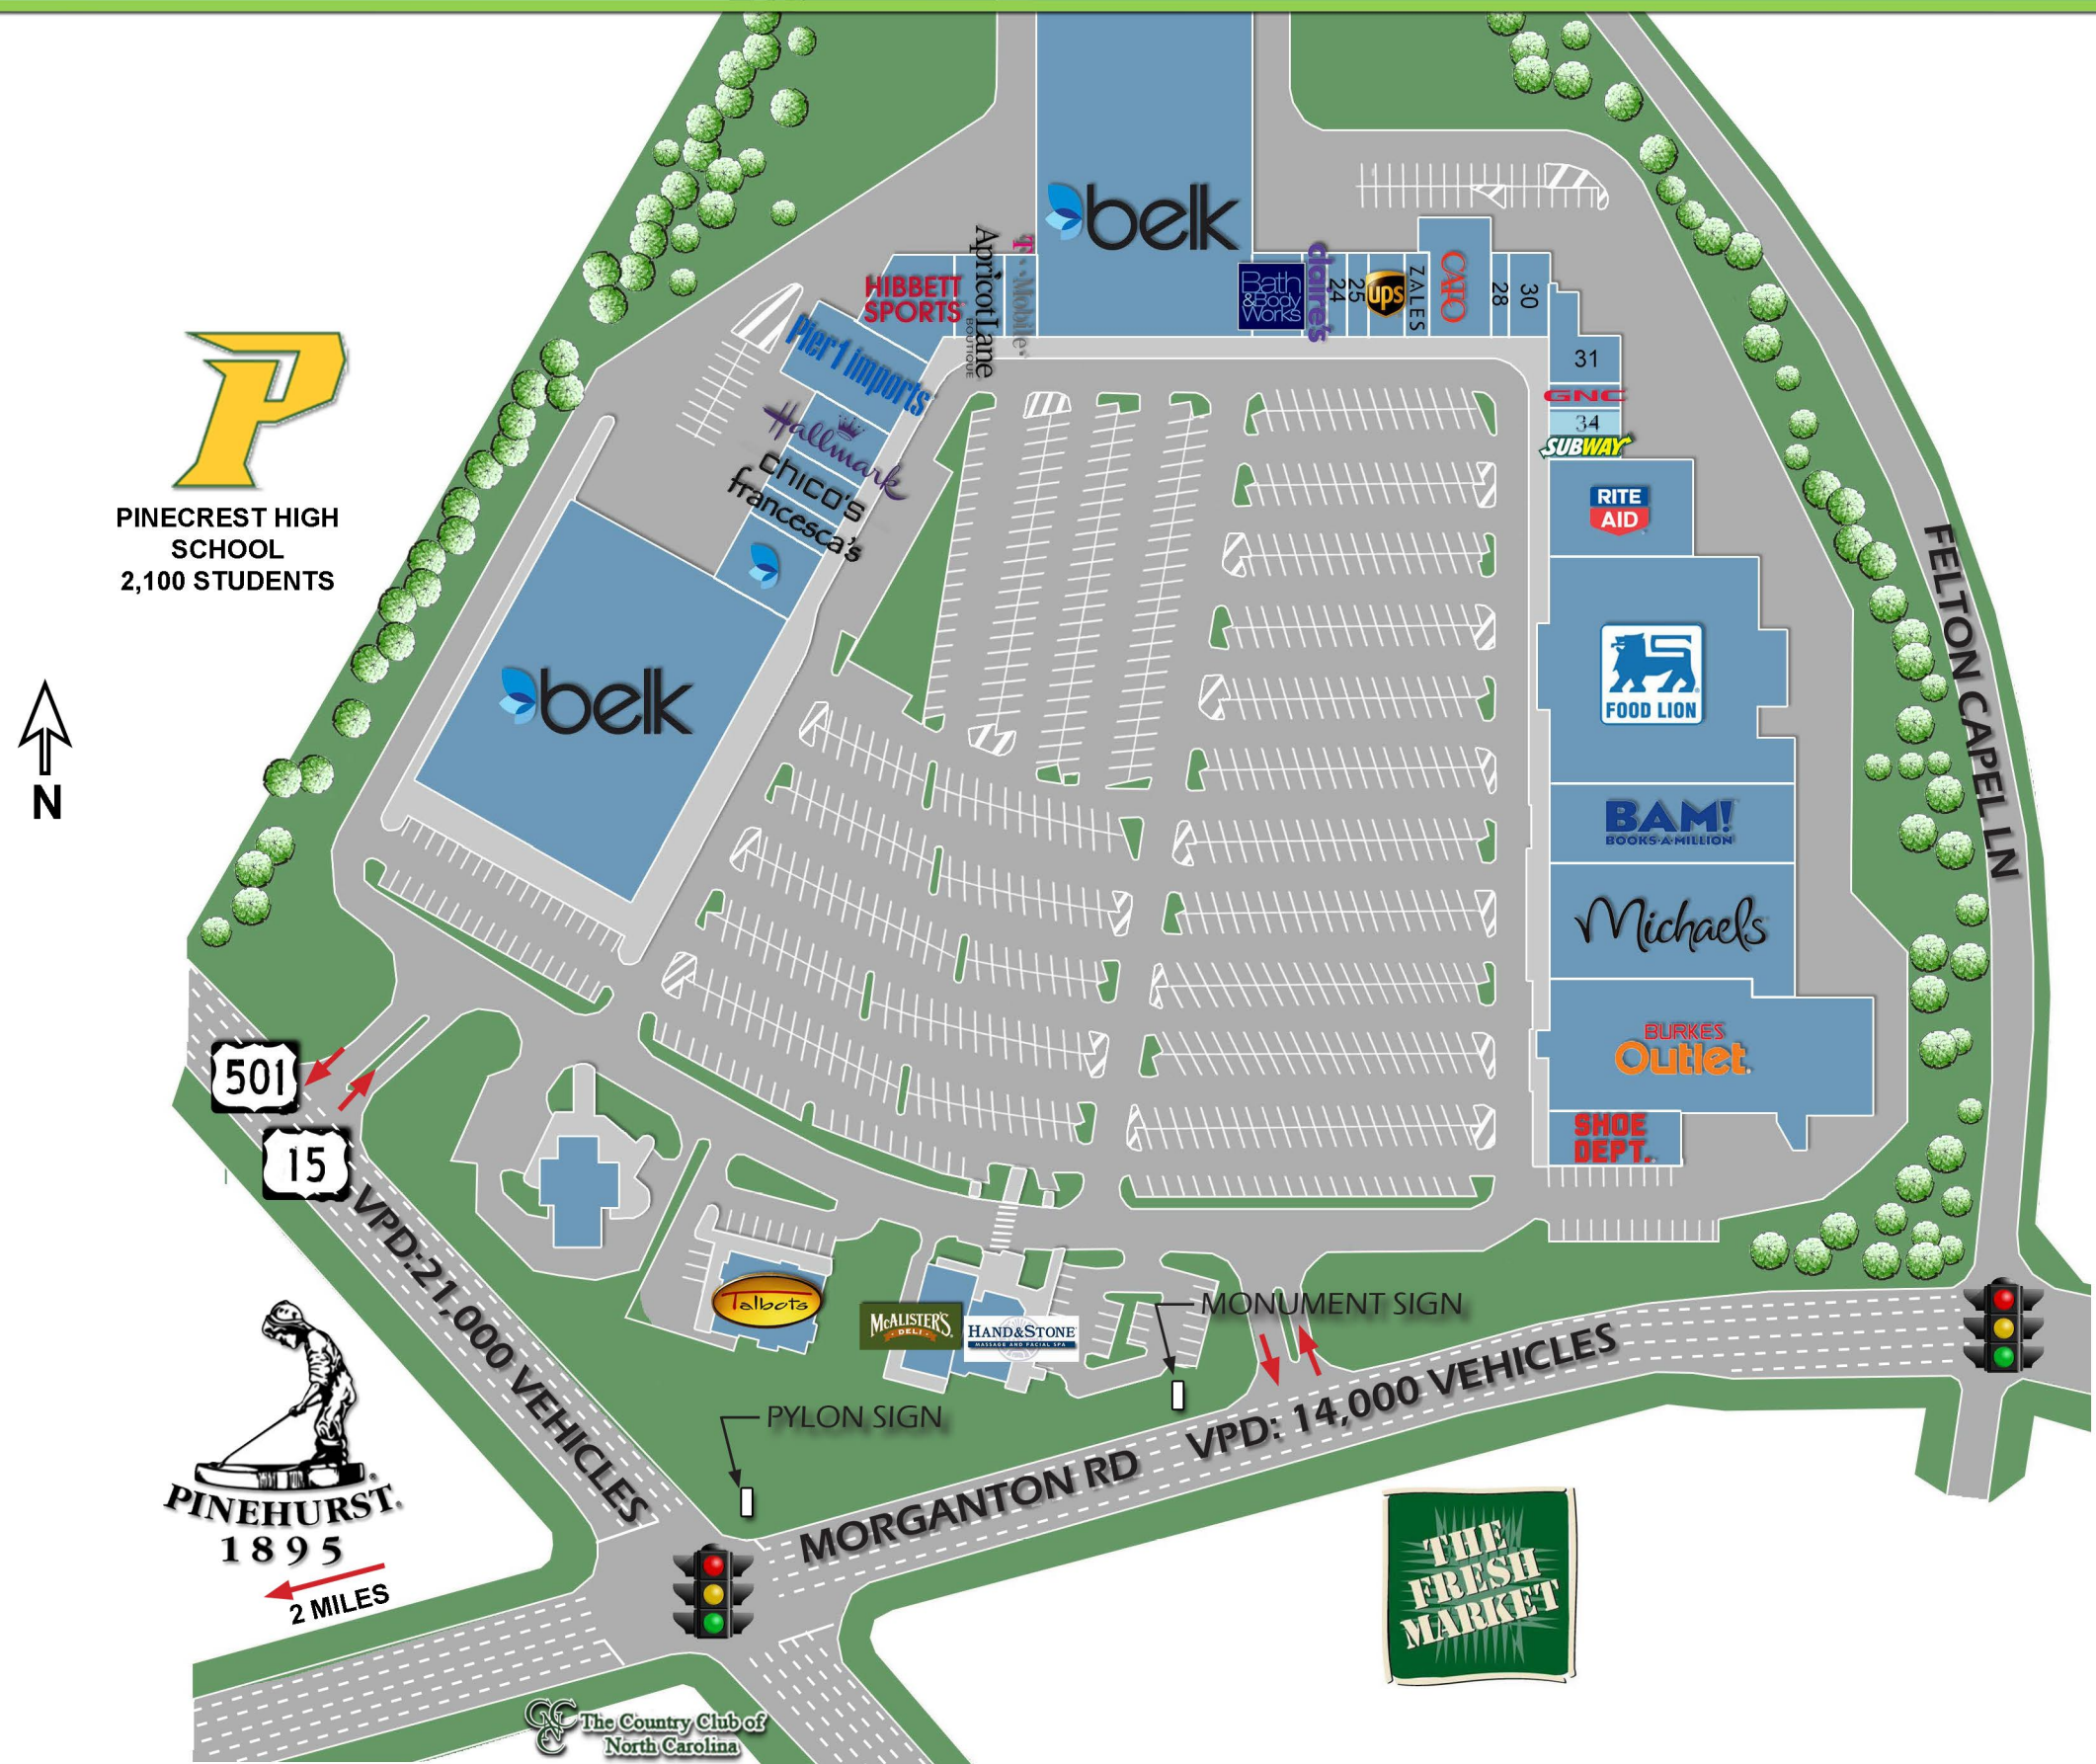 belk
Bath
& Body
Works
claire's
24
25
ups
ZALES
CATO
28
30
HIBBETT
SPORTS
Apricot Lane
BOUTIQUE
T-Mobile
Pier 1 imports
Hallmark
chico's
francesca's
31
GNC
34
SUBWAY
RITE
AID
PINECREST HIGH
SCHOOL
2,100 STUDENTS
P
N
belk
FOOD LION
FELTON CAPEL LN
BAM!
BOOKS-A-MILLION
Michaels
BURKES
Outlet
SHOE
DEPT.
501
15
VPD:21,000 VEHICLES
Talbots
McALISTER'S
DELI
HAND & STONE
MASSAGE AND FACIAL SPA
MONUMENT SIGN
PYLON SIGN
MORGANTON RD
VPD: 14,000 VEHICLES
PINEHURST
1895
2 MILES
THE
FRESH
MARKET
CCNC
The Country Club of
North Carolina